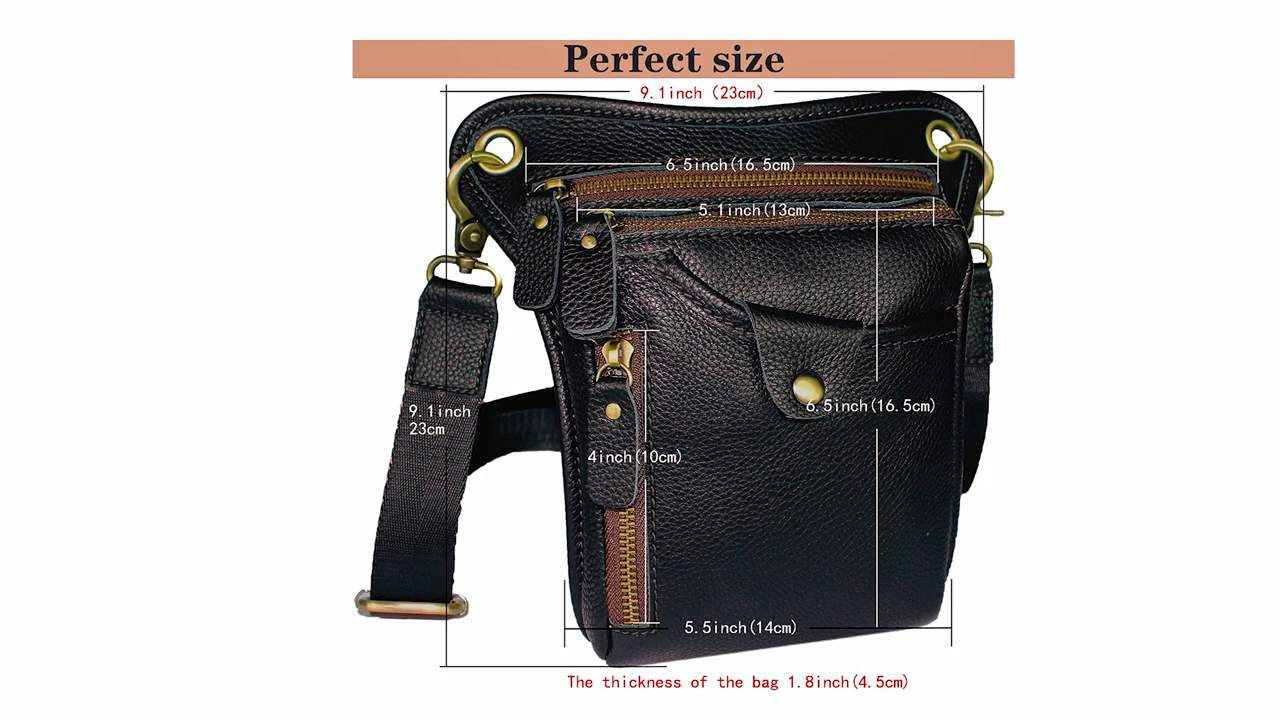 Perfect size
9.1inch (23cm)
6.5inch(16.5cm)
5.1inch(13cm)
9.1inch
23cm
6.5inch(16.5cm)
4inch(10cm)
5.5inch(14cm)
The thickness of the bag 1.8inch(4.5cm)